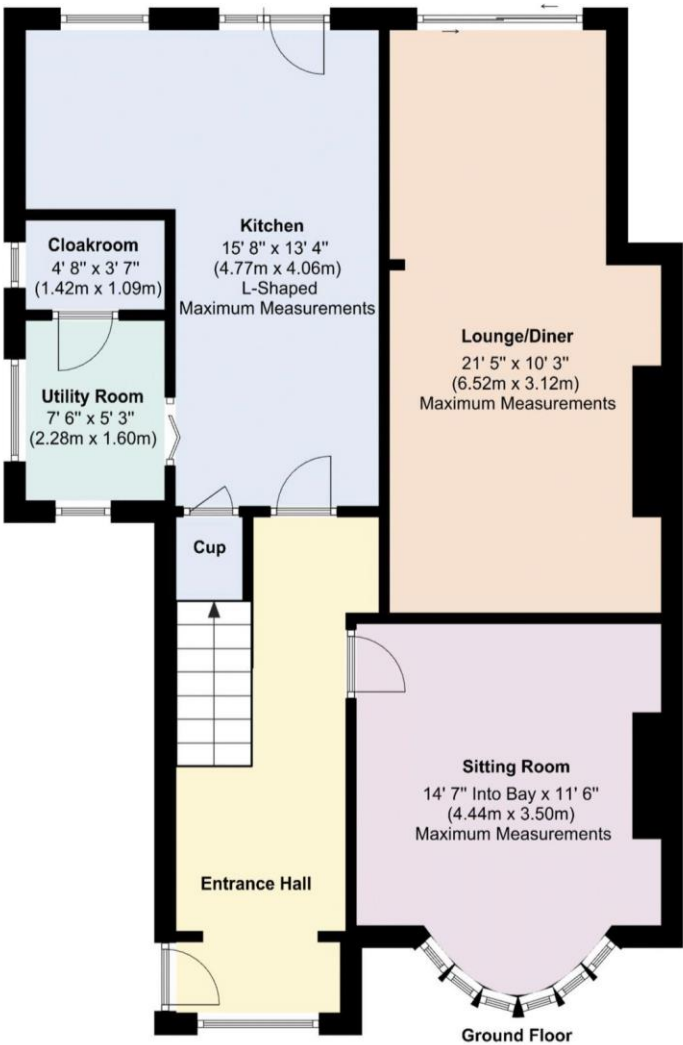 Kitchen
15' 8" x 13' 4"
(4.77m x 4.06m)
L-Shaped
Maximum Measurements
Cloakroom
4' 8" x 3' 7"
(1.42m x 1.09m)
Lounge/Diner
21' 5" x 10' 3"
(6.52m x 3.12m)
Maximum Measurements
Utility Room
7' 6" x 5' 3"
(2.28m x 1.60m)
Cup
Sitting Room
14' 7" Into Bay x 11' 6"
(4.44m x 3.50m)
Maximum Measurements
Entrance Hall
Ground Floor